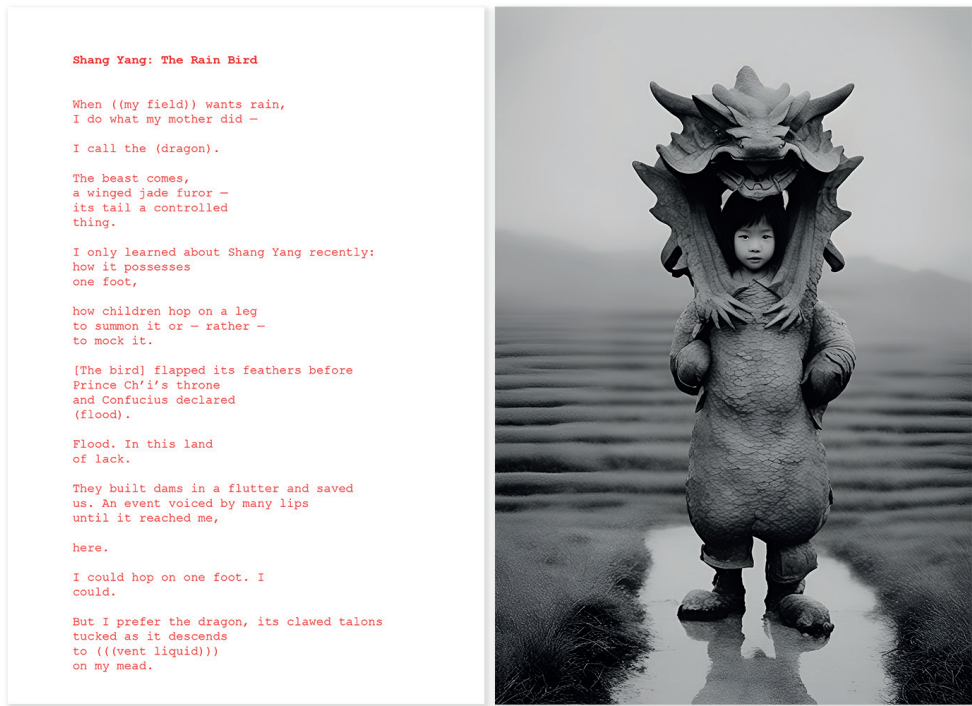 Shang Yang: The Rain Bird
When ((my field)) wants rain,
I do what my mother did —
I call the (dragon).
The beast comes,
a winged jade furor —
its tail a controlled
thing.
I only learned about Shang Yang recently:
how it possesses
one foot,
how children hop on a leg
to summon it or — rather —
to mock it.
[The bird] flapped its feathers before
Prince Ch’i’s throne
and Confucius declared
(flood).
Flood. In this land
of lack.
They built dams in a flutter and saved
us. An event voiced by many lips
until it reached me,
here.
I could hop on one foot. I
could.
But I prefer the dragon, its clawed talons
tucked as it descends
to (((vent liquid)))
on my mead.